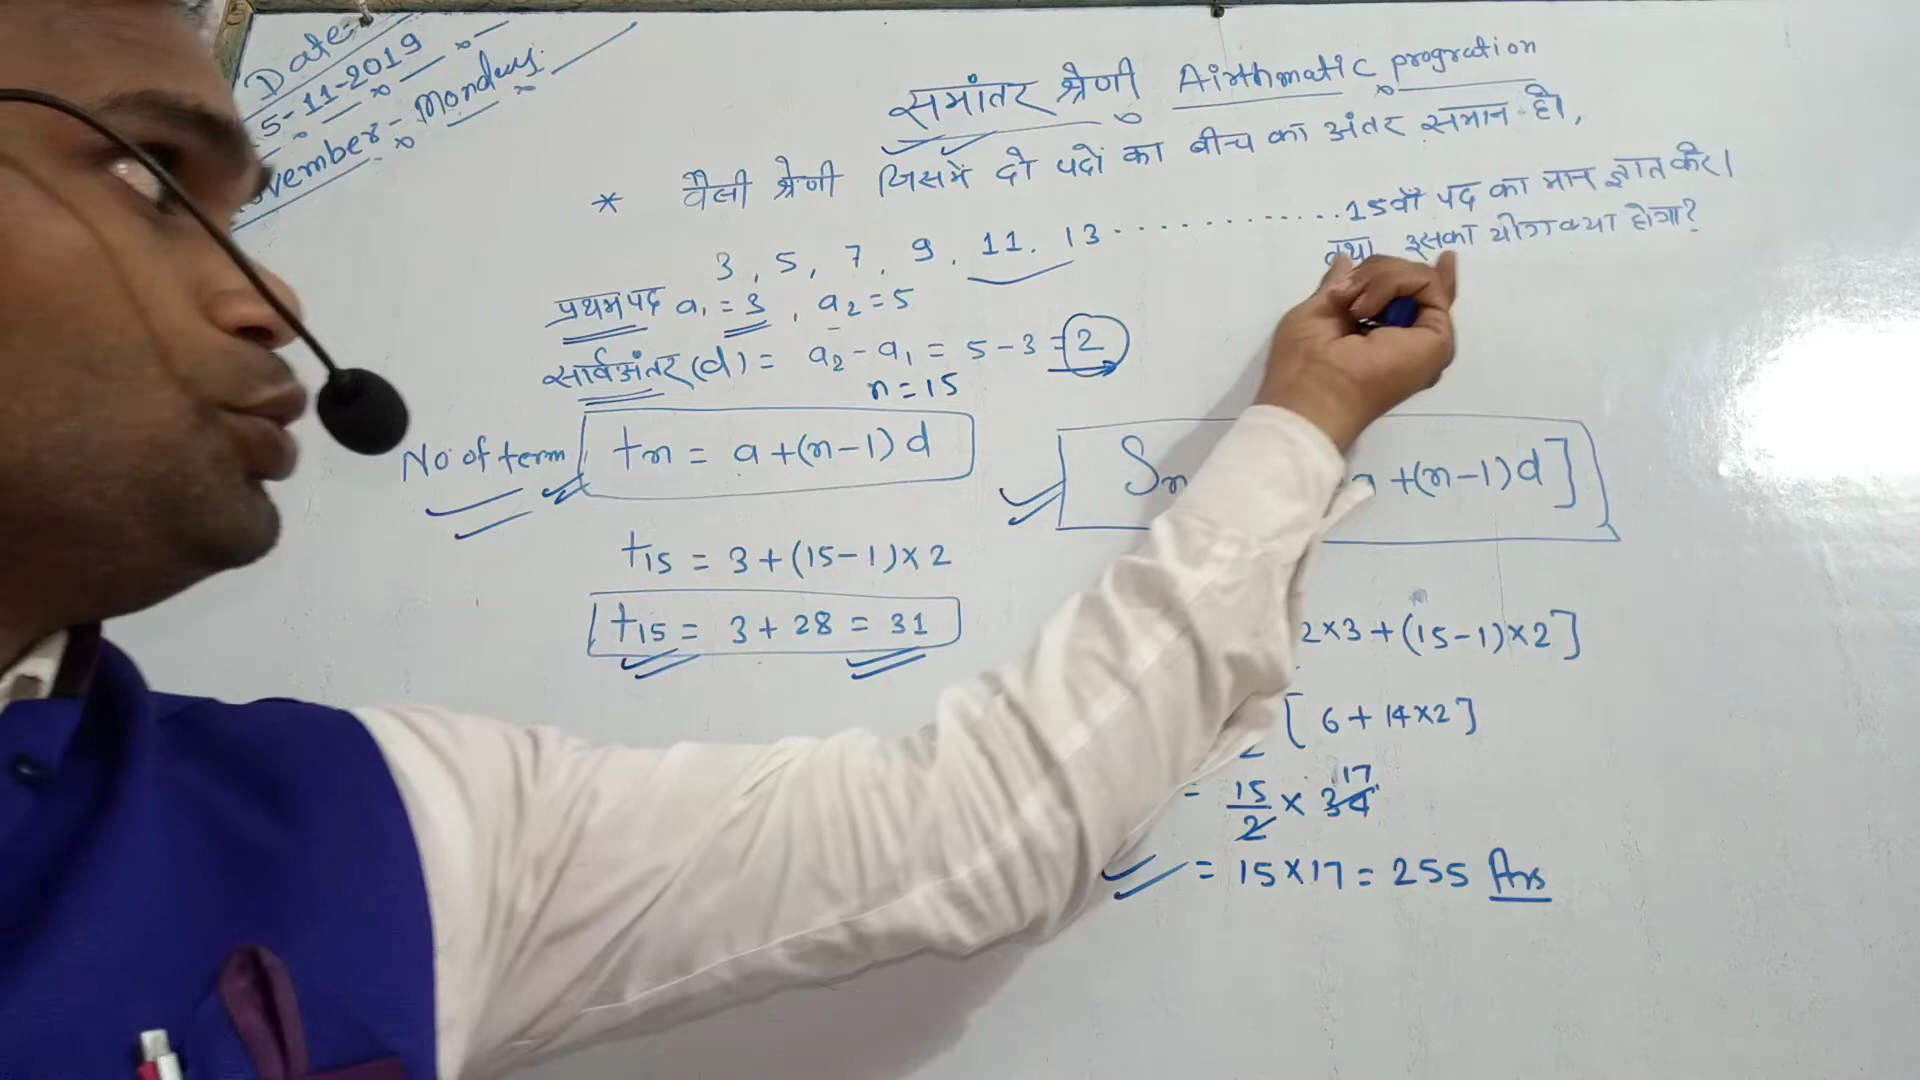 Date:
5-11-2019
vember - Monday
समांतर श्रेणी Airthmatic progration
* वैसी श्रेणी जिसमें दो पदों का बीच का अंतर समान हो,
3, 5, 7, 9, 11, 13 ............ 15वाँ पद का मान ज्ञात करें।
तथा इसका योग क्या होगा?
प्रथम पद a₁ = 3, a₂ = 5
सार्वअंतर (d) = a₂ - a₁ = 5 - 3 = 2
n = 15
No of term tn = a + (n-1) d
Sn a + (n-1) d ]
t15 = 3 + (15-1) × 2
t15 = 3 + 28 = 31
2×3 + (15-1) × 2 ]
[ 6 + 14×2 ]
= 15/2 × 34 17
= 15×17 = 255 Ans